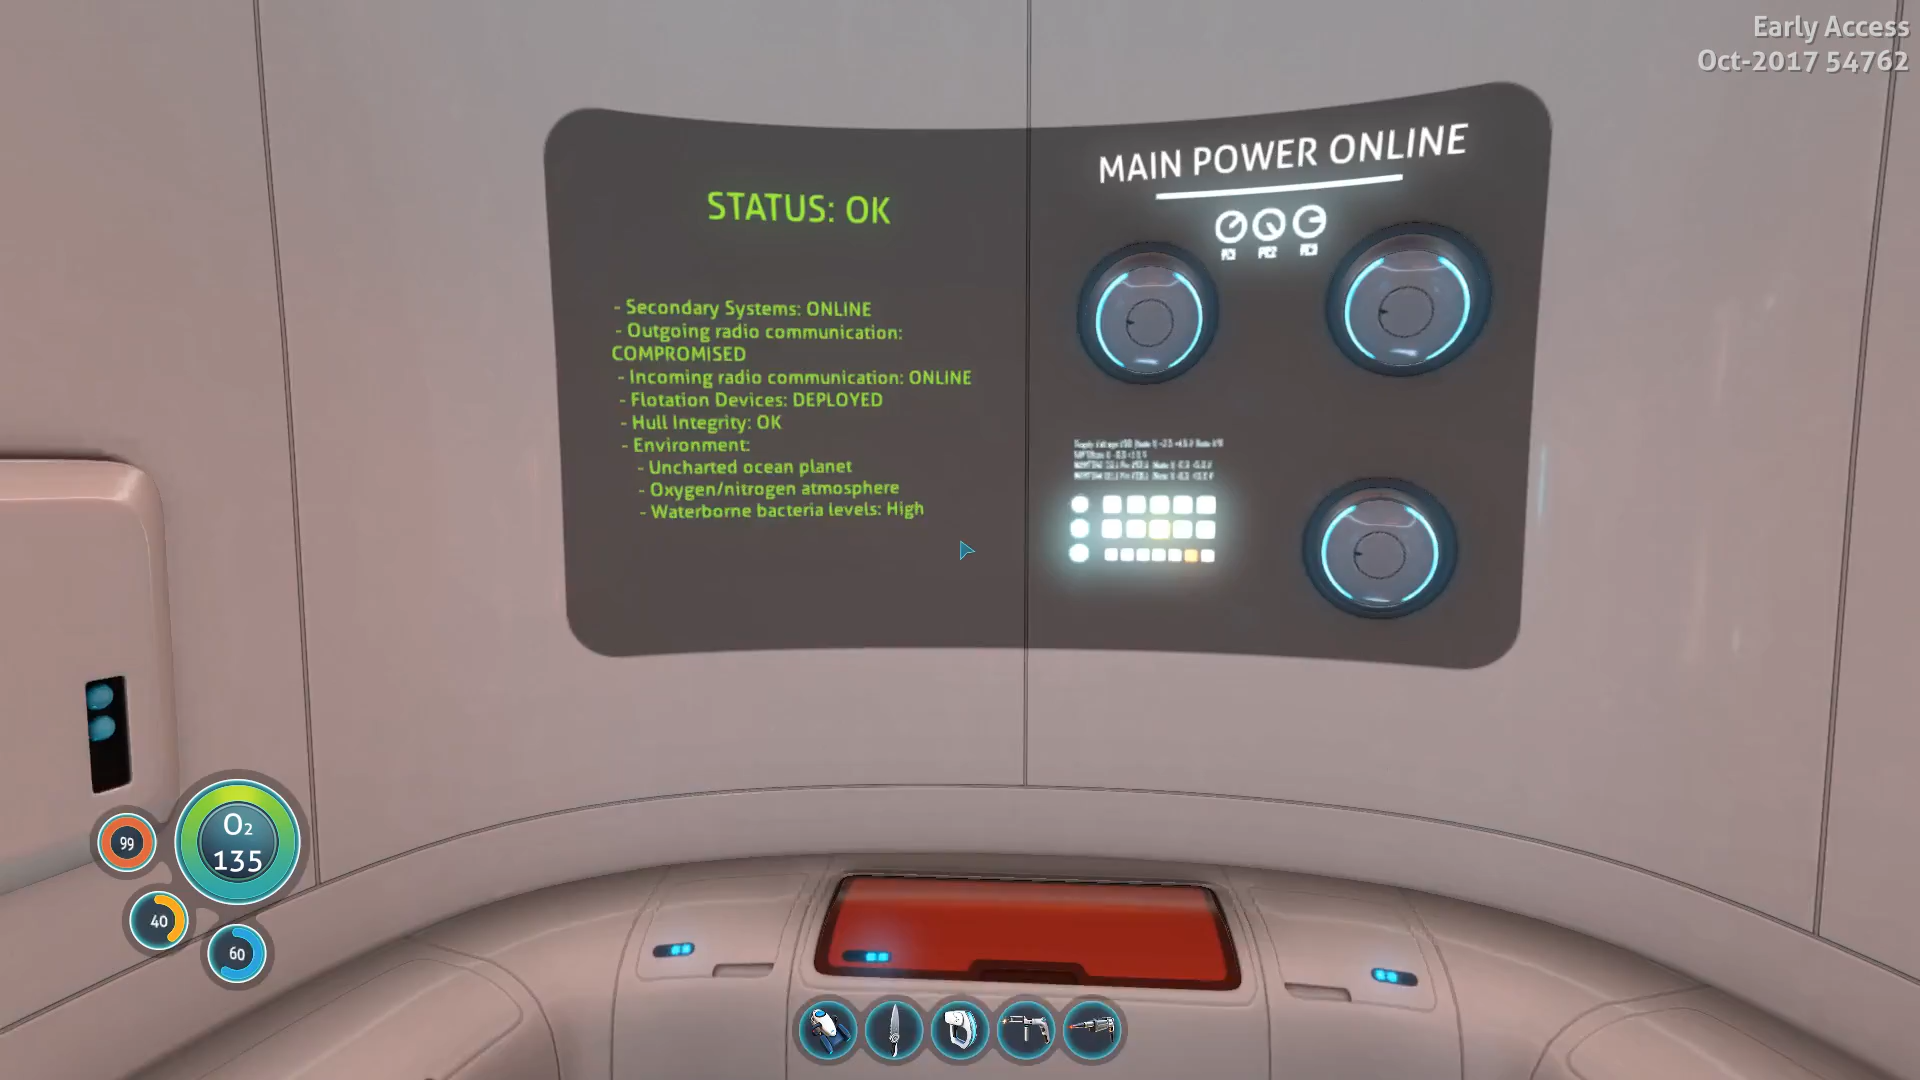 Early Access
Oct-2017 54762
STATUS: OK
- Secondary Systems: ONLINE
- Outgoing radio communication:
COMPROMISED
- Incoming radio communication: ONLINE
- Flotation Devices: DEPLOYED
- Hull Integrity: OK
- Environment:
- Uncharted ocean planet
- Oxygen/nitrogen atmosphere
- Waterborne bacteria levels: High
MAIN POWER ONLINE
O₂
135
99
40
60